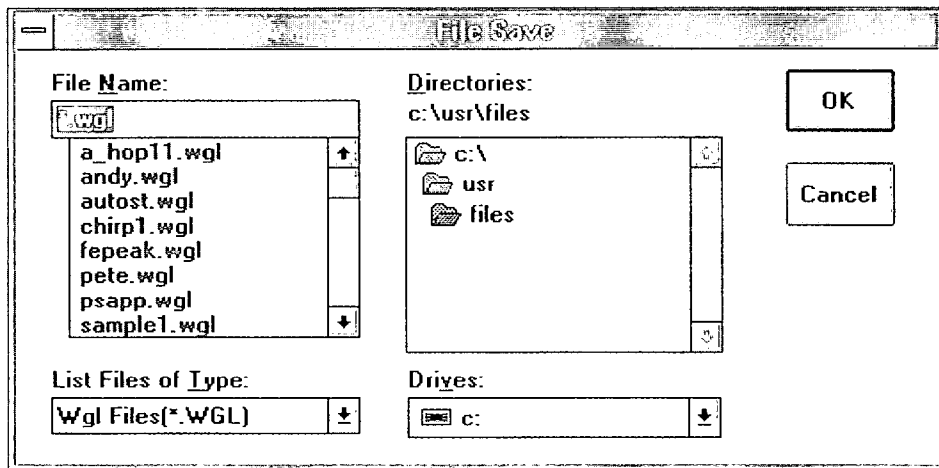 File Save
File Name:
*.wgl
a_hop11.wgl
andy.wgl
autost.wgl
chirp1.wgl
fepeak.wgl
pete.wgl
psapp.wgl
sample1.wgl
List Files of Type:
Wgl Files(*.WGL)
Directories:
c:\usr\files
c:\
usr
files
Drives:
c:
OK
Cancel